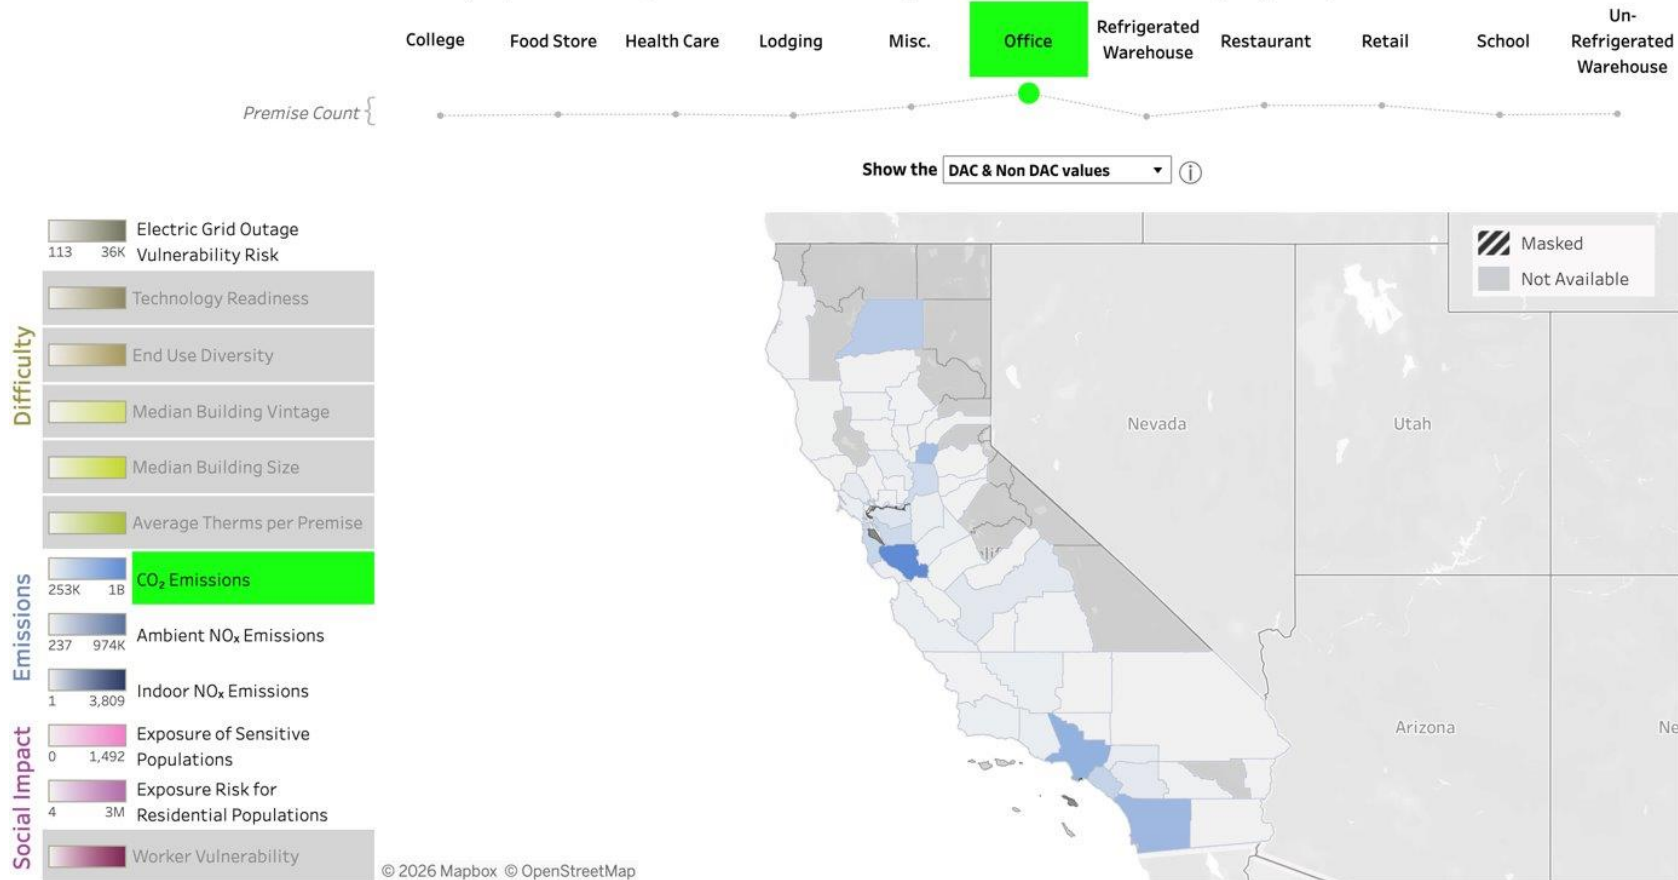 College
Food Store
Health Care
Lodging
Misc.
Office
Refrigerated
Warehouse
Restaurant
Retail
School
Un-
Refrigerated
Warehouse
Premise Count {
Show the DAC & Non DAC values
Difficulty
113 36K
Electric Grid Outage
Vulnerability Risk
Technology Readiness
End Use Diversity
Median Building Vintage
Median Building Size
Average Therms per Premise
Emissions
253K 1B
CO₂ Emissions
237 974K
Ambient NOₓ Emissions
1 3,809
Indoor NOₓ Emissions
Social Impact
0 1,492
Exposure of Sensitive
Populations
4 3M
Exposure Risk for
Residential Populations
Worker Vulnerability
Masked
Not Available
Nevada
Utah
Arizona
Ne
© 2026 Mapbox © OpenStreetMap